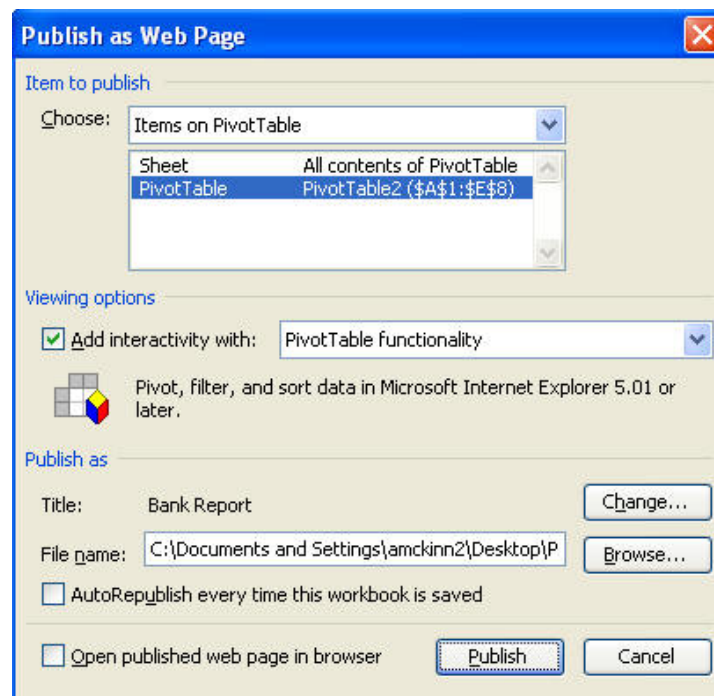 Publish as Web Page
Item to publish
Choose: Items on PivotTable
Sheet All contents of PivotTable
PivotTable PivotTable2 ($A$1:$E$8)
Viewing options
Add interactivity with: PivotTable functionality
Pivot, filter, and sort data in Microsoft Internet Explorer 5.01 or
later.
Publish as
Title: Bank Report Change...
File name: C:\Documents and Settings\amckinn2\Desktop\P Browse...
AutoRepublish every time this workbook is saved
Open published web page in browser Publish Cancel